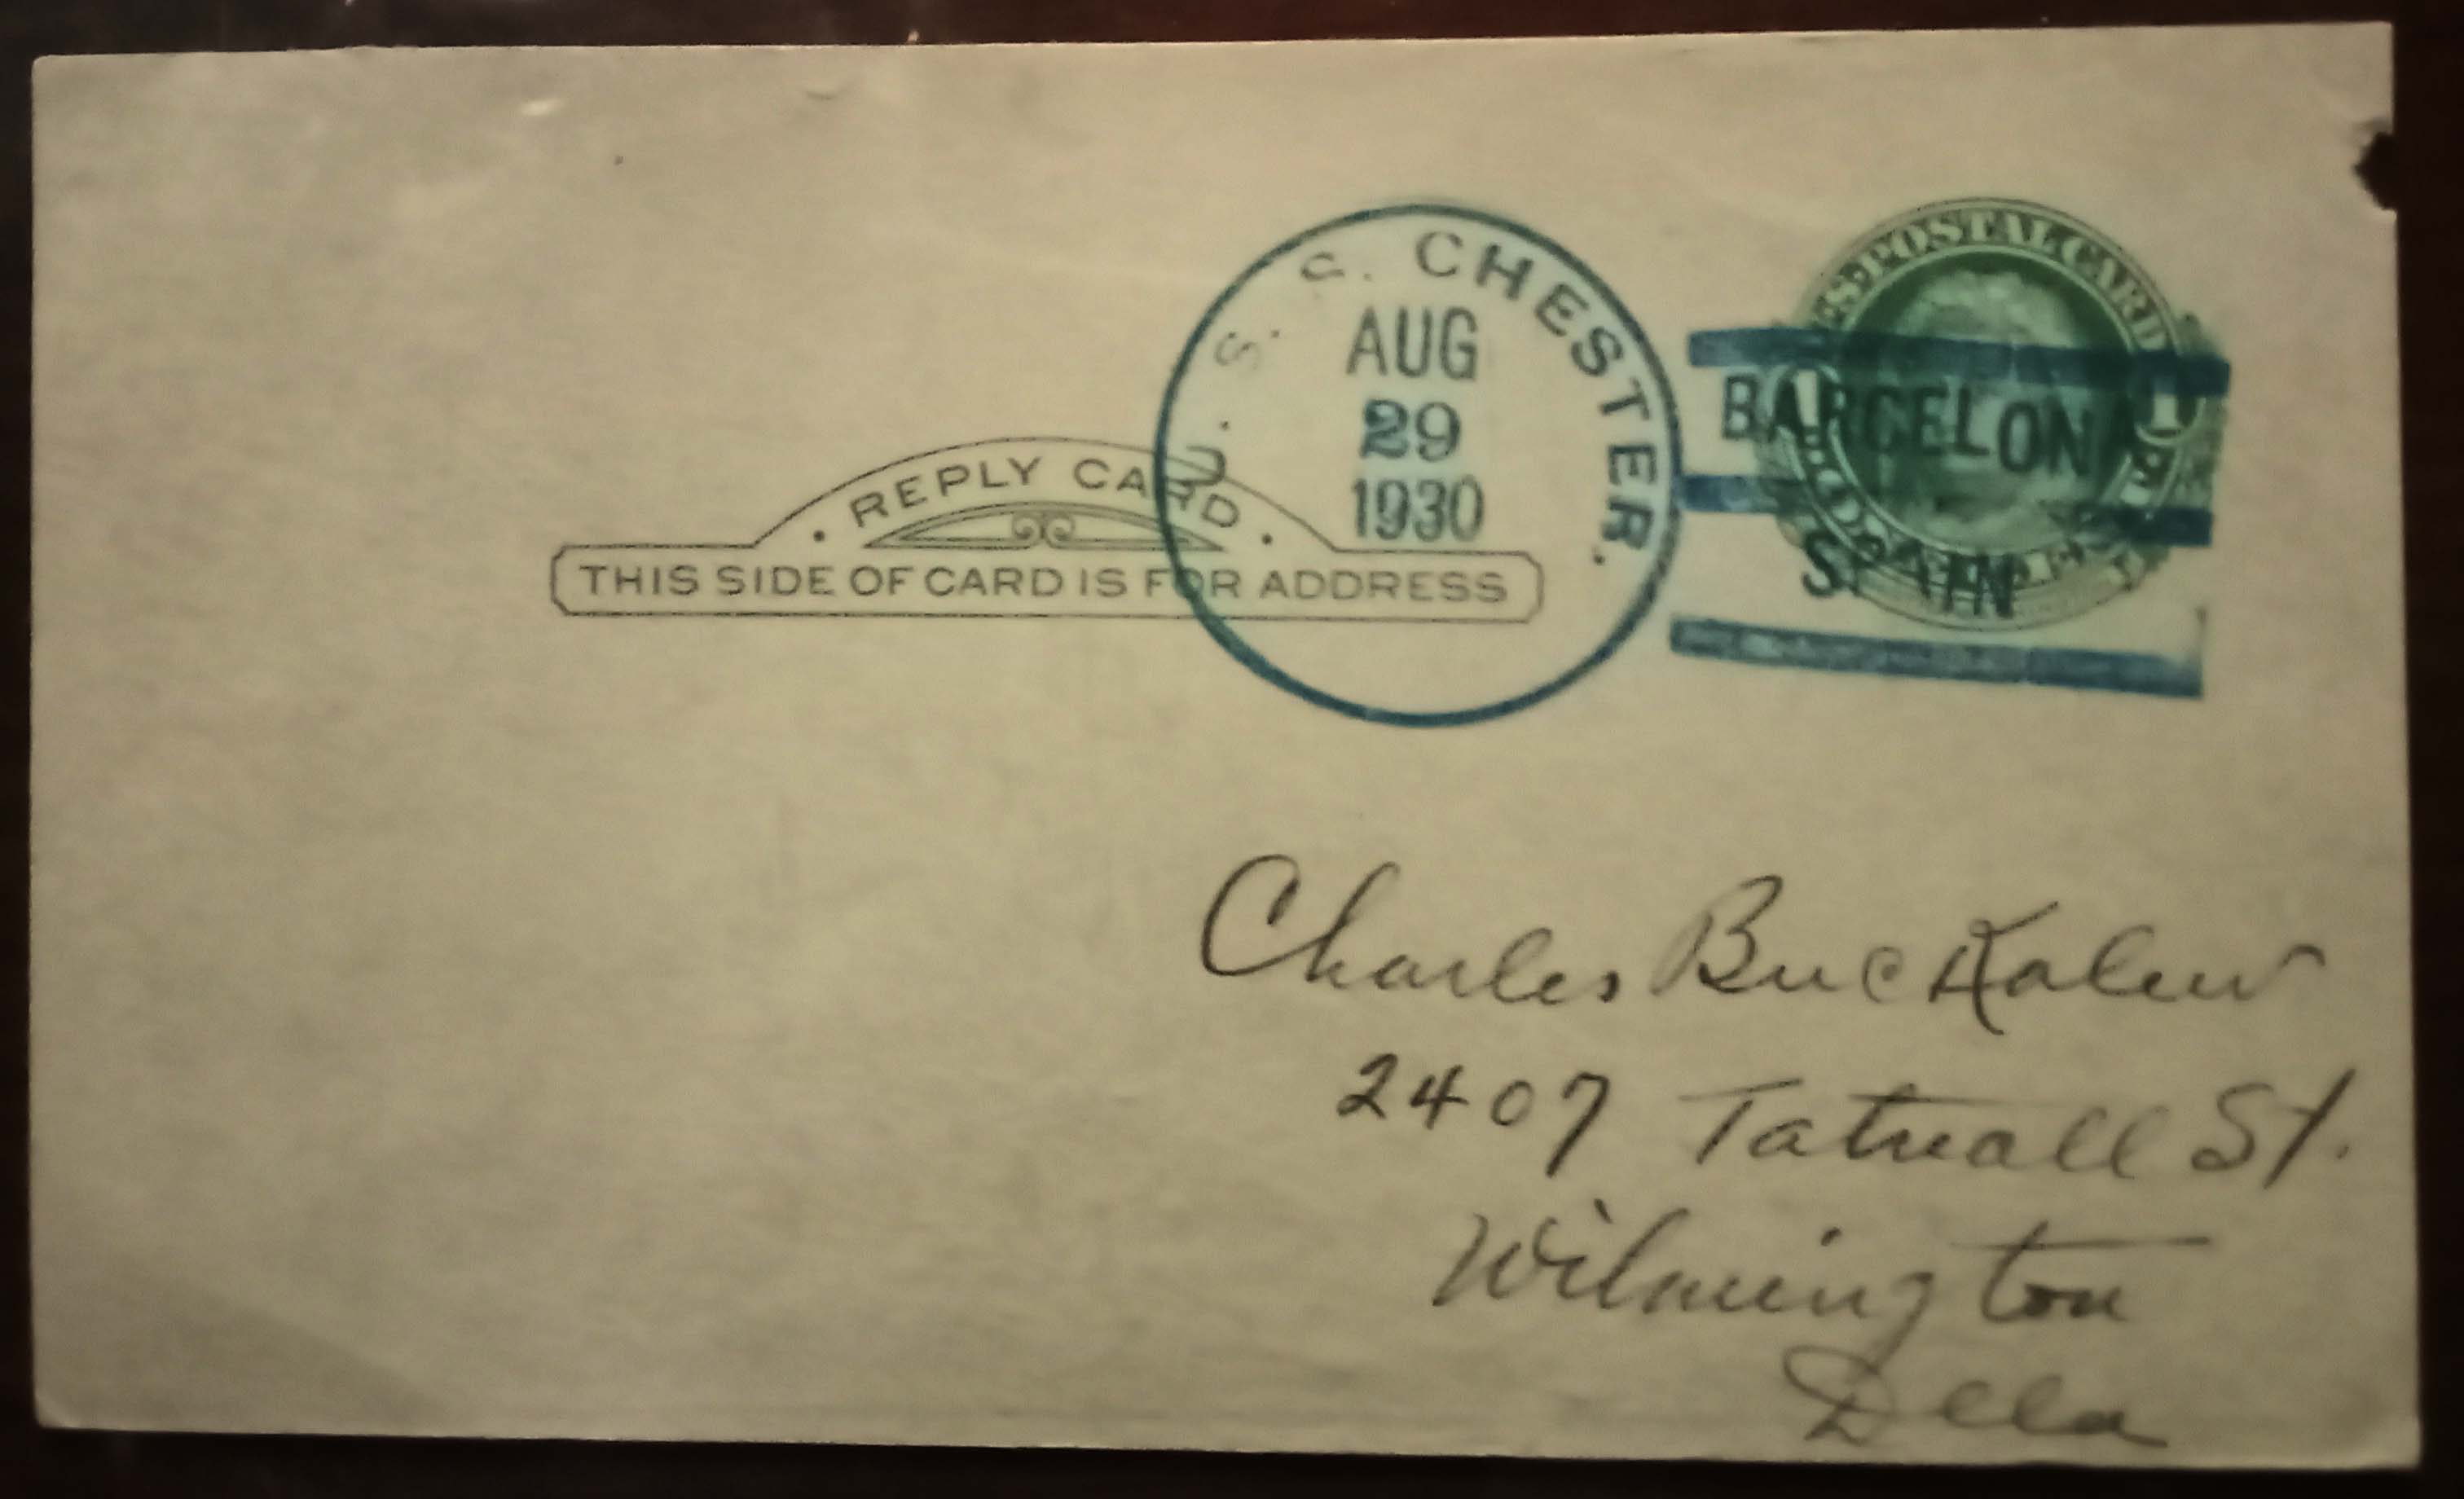 U. S. S. CHESTER.
AUG
29
1930
POSTAL CARD
BARCELONA
SPAIN
· REPLY CARD ·
THIS SIDE OF CARD IS FOR ADDRESS
Charles Buckalew
2407 Tatnall St.
Wilmington
Dela